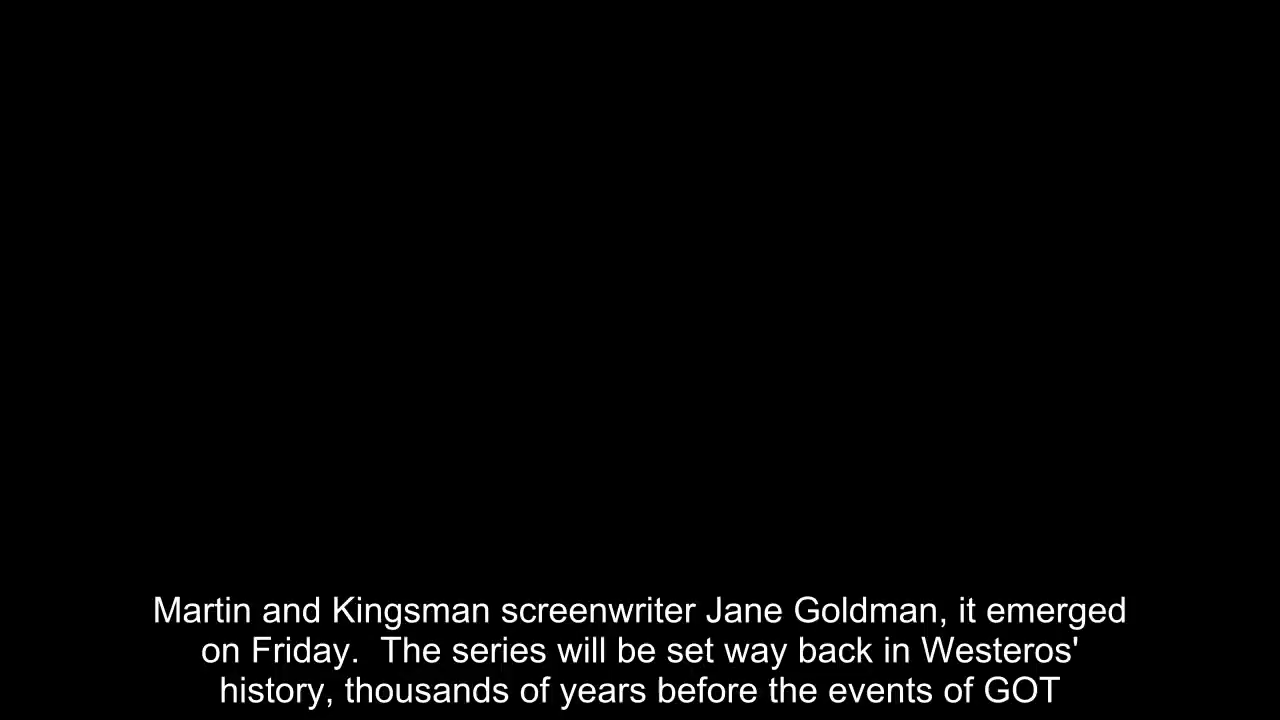 Martin and Kingsman screenwriter Jane Goldman, it emerged
on Friday.  The series will be set way back in Westeros'
history, thousands of years before the events of GOT